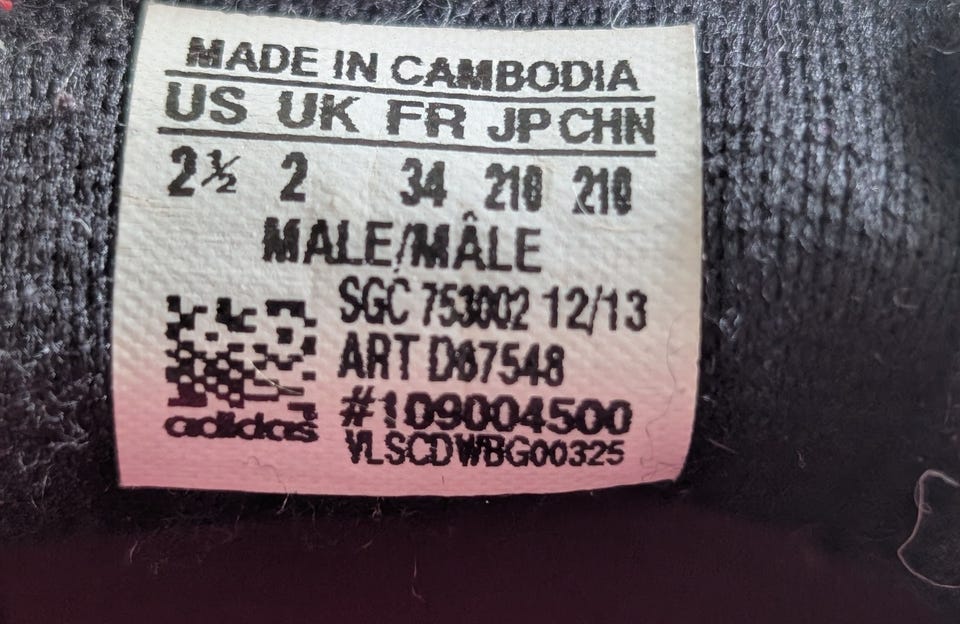 MADE IN CAMBODIA
US UK FR JP CHN
2½ 2 34 210 210
MALE/MÂLE
SGC 753002 12/13
ART D67548
#109004500
adidas
VLSCDWBG00325